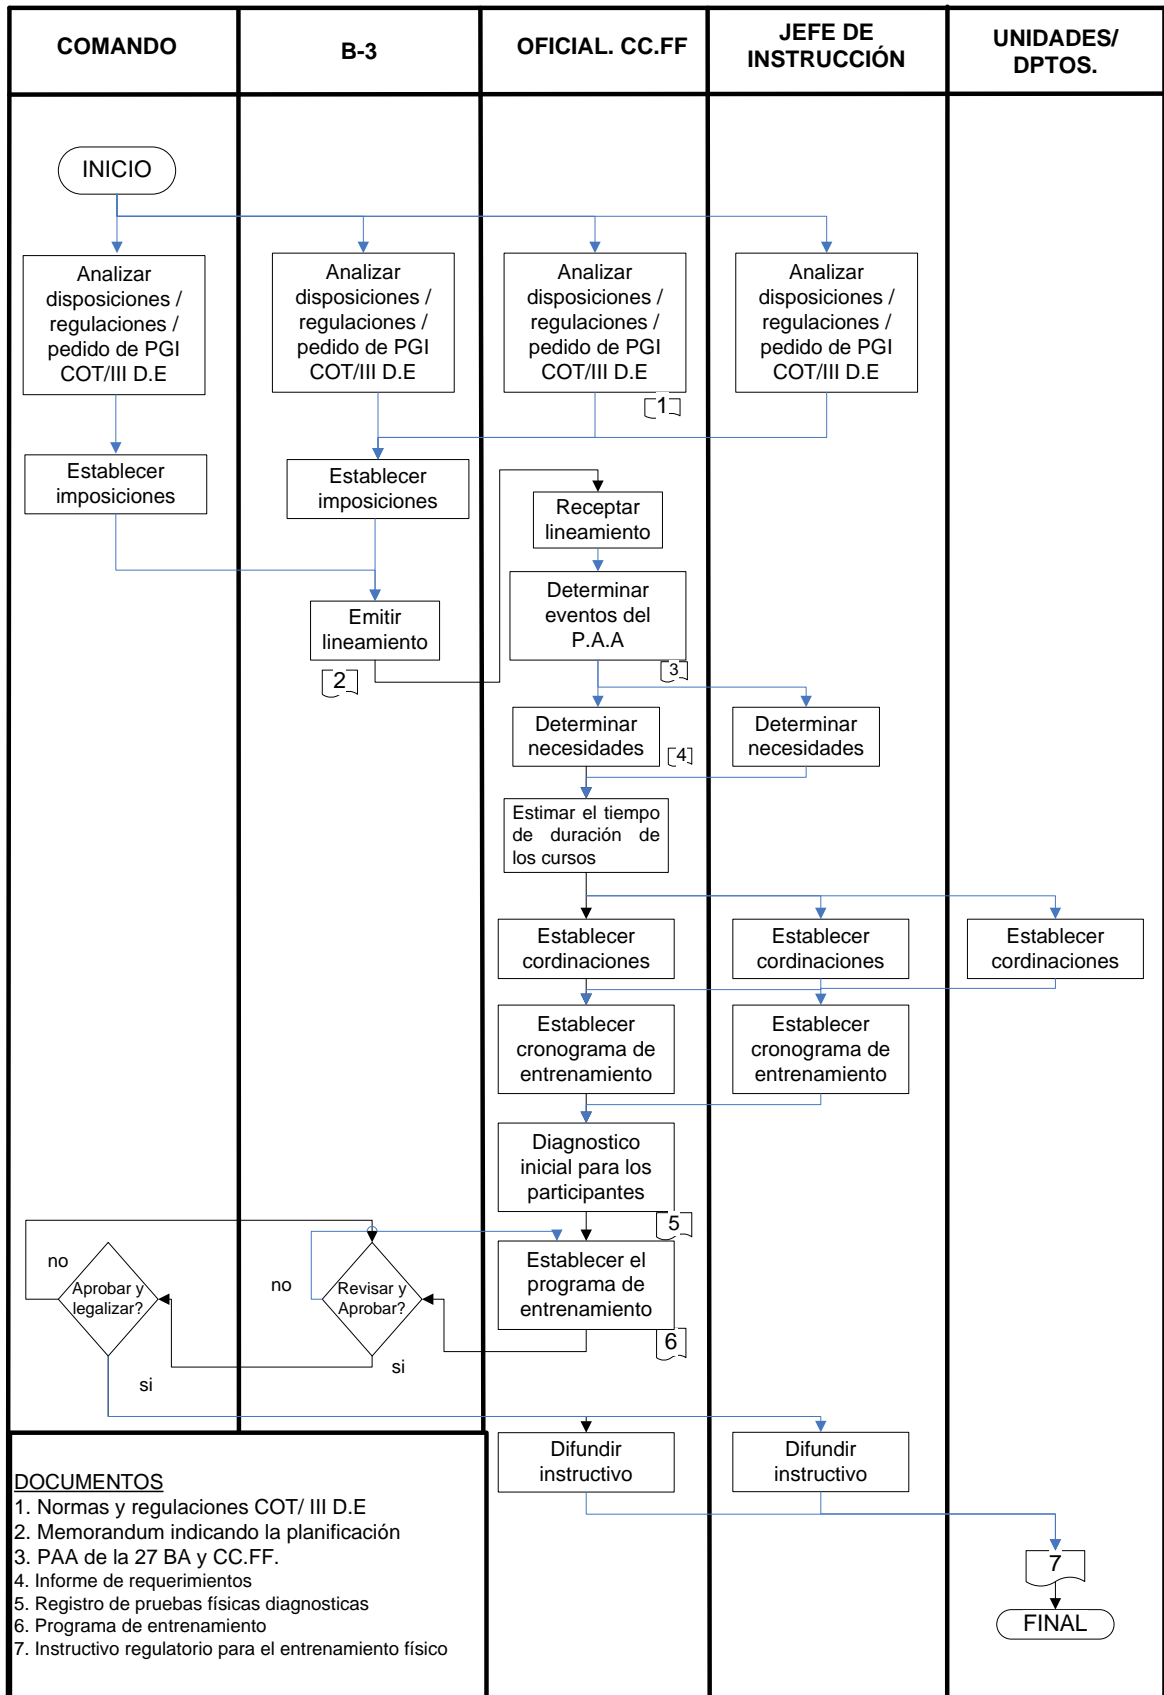 COMANDO
B-3
OFICIAL. CC.FF
JEFE DE
INSTRUCCIÓN
UNIDADES/
DPTOS.
INICIO
Analizar
disposiciones /
regulaciones /
pedido de PGI
COT/III D.E
Analizar
disposiciones /
regulaciones /
pedido de PGI
COT/III D.E
Analizar
disposiciones /
regulaciones /
pedido de PGI
COT/III D.E
Analizar
disposiciones /
regulaciones /
pedido de PGI
COT/III D.E
1
Establecer
imposiciones
Establecer
imposiciones
Receptar
lineamiento
Emitir
lineamiento
2
Determinar
eventos del
P.A.A
3
Determinar
necesidades
4
Determinar
necesidades
Estimar el tiempo
de duración de
los cursos
Establecer
cordinaciones
Establecer
cordinaciones
Establecer
cordinaciones
Establecer
cronograma de
entrenamiento
Establecer
cronograma de
entrenamiento
Diagnostico
inicial para los
participantes
5
Establecer el
programa de
entrenamiento
6
no
Aprobar y
legalizar?
si
no
Revisar y
Aprobar?
si
Difundir
instructivo
Difundir
instructivo
7
FINAL
DOCUMENTOS
1. Normas y regulaciones COT/ III D.E
2. Memorandum indicando la planificación
3. PAA de la 27 BA y CC.FF.
4. Informe de requerimientos
5. Registro de pruebas físicas diagnosticas
6. Programa de entrenamiento
7. Instructivo regulatorio para el entrenamiento físico